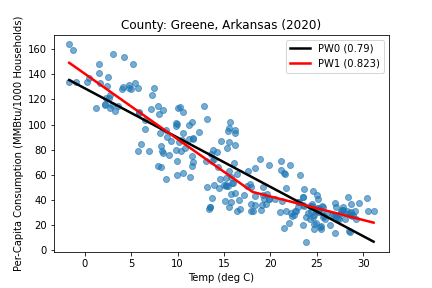 County: Greene, Arkansas (2020)
PW0 (0.79)
PW1 (0.823)
Per-Capita Consumption (MMBtu/1000 Households)
160
140
120
100
80
60
40
20
0
0 5 10 15 20 25 30
Temp (deg C)